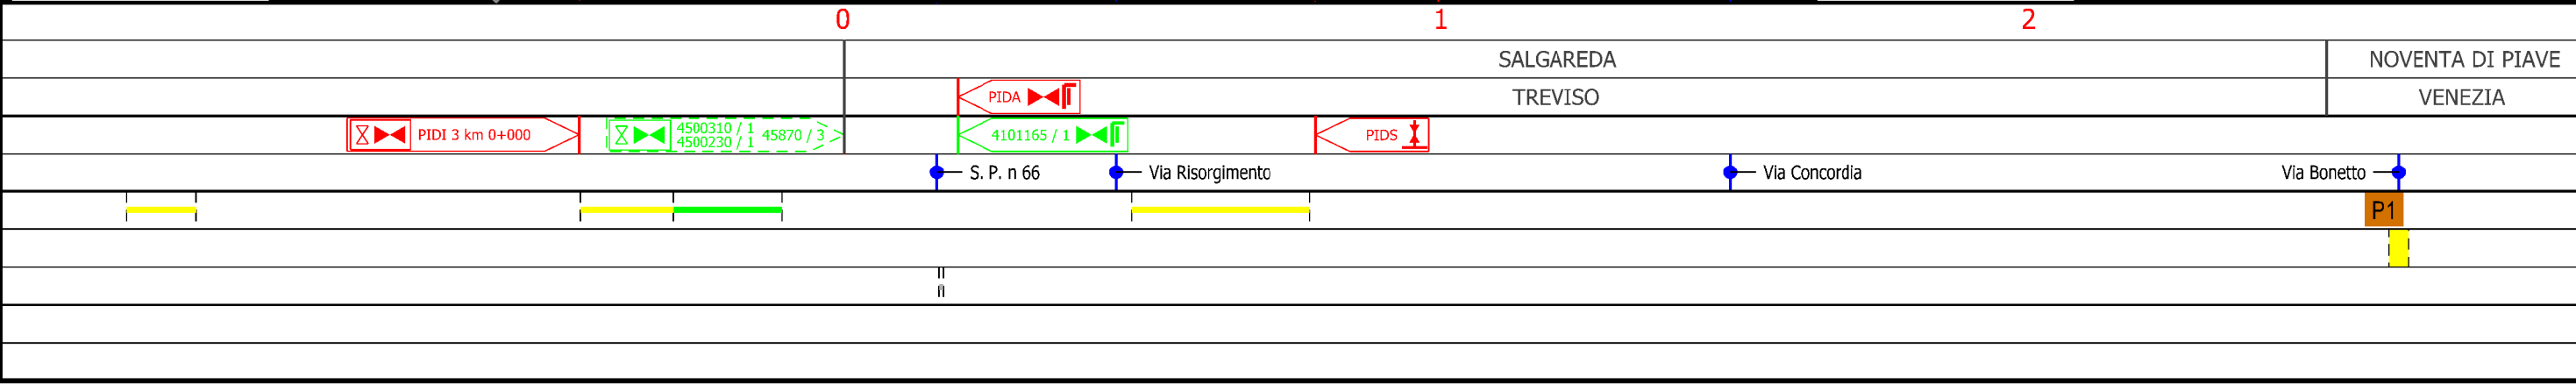 0 1 2
SALGAREDA NOVENTA DI PIAVE
PIDA TREVISO VENEZIA
PIDI 3 km 0+000 4500310 / 1 45870 / 3 4101165 / 1 PIDS
4500230 / 1
S. P. n 66 Via Risorgimento Via Concordia Via Bonetto
P1